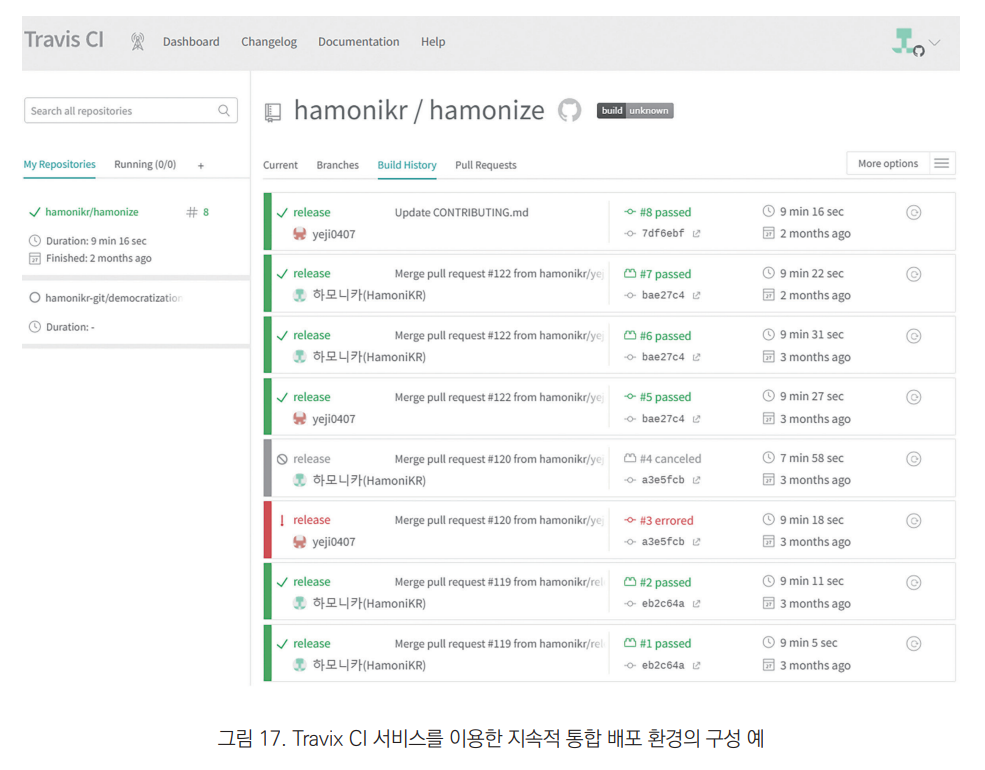 Travis CI Dashboard Changelog Documentation Help
Search all repositories
hamonikr / hamonize build unknown
My Repositories Running (0/0) +
Current Branches Build History Pull Requests More options
hamonikr/hamonize # 8
Duration: 9 min 16 sec
Finished: 2 months ago
hamonikr-git/democratization
Duration: -
release Update CONTRIBUTING.md #8 passed 9 min 16 sec
yeji0407 7df6ebf 2 months ago
release Merge pull request #122 from hamonikr/yej #7 passed 9 min 22 sec
하모니카(HamoniKR) bae27c4 2 months ago
release Merge pull request #122 from hamonikr/yej #6 passed 9 min 31 sec
하모니카(HamoniKR) bae27c4 3 months ago
release Merge pull request #122 from hamonikr/yej #5 passed 9 min 27 sec
yeji0407 bae27c4 3 months ago
release Merge pull request #120 from hamonikr/yej #4 canceled 7 min 58 sec
하모니카(HamoniKR) a3e5fcb 3 months ago
release Merge pull request #120 from hamonikr/yej #3 errored 9 min 18 sec
yeji0407 a3e5fcb 3 months ago
release Merge pull request #119 from hamonikr/rel #2 passed 9 min 11 sec
하모니카(HamoniKR) eb2c64a 3 months ago
release Merge pull request #119 from hamonikr/rel #1 passed 9 min 5 sec
하모니카(HamoniKR) eb2c64a 3 months ago
그림 17. Travix CI 서비스를 이용한 지속적 통합 배포 환경의 구성 예